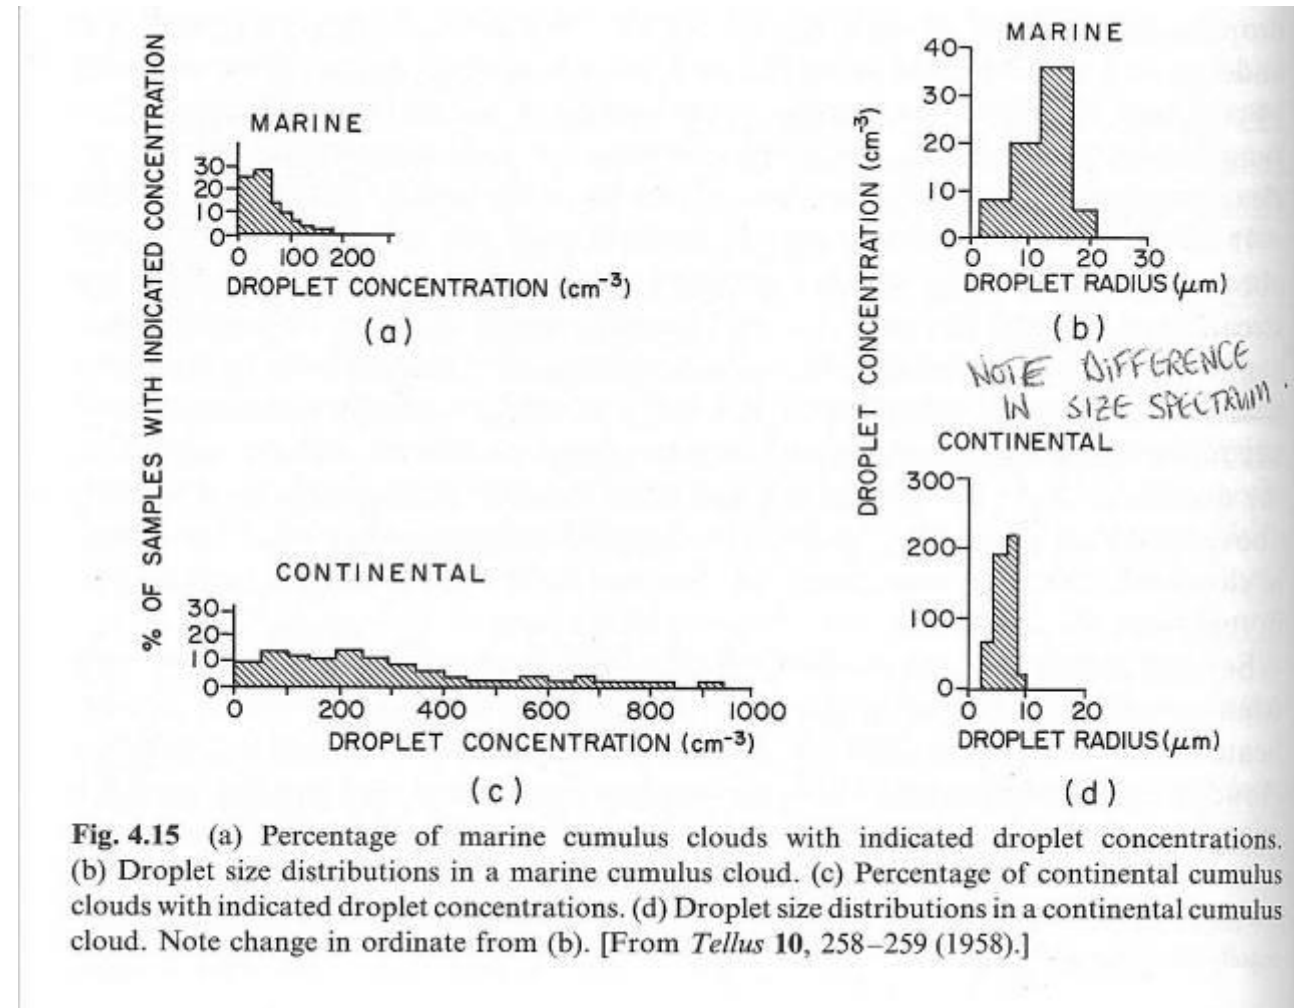 % OF SAMPLES WITH INDICATED CONCENTRATION
MARINE
30
20
10
0
0 100 200
DROPLET CONCENTRATION (cm⁻³)
(a)
CONTINENTAL
30
20
10
0
0 200 400 600 800 1000
DROPLET CONCENTRATION (cm⁻³)
(c)
DROPLET CONCENTRATION (cm⁻³)
MARINE
40
30
20
10
0
0 10 20 30
DROPLET RADIUS (μm)
(b)
NOTE DIFFERENCE
IN SIZE SPECTRUM.
CONTINENTAL
300
200
100
0
0 10 20
DROPLET RADIUS (μm)
(d)
Fig. 4.15 (a) Percentage of marine cumulus clouds with indicated droplet concentrations.
(b) Droplet size distributions in a marine cumulus cloud. (c) Percentage of continental cumulus
clouds with indicated droplet concentrations. (d) Droplet size distributions in a continental cumulus
cloud. Note change in ordinate from (b). [From Tellus 10, 258–259 (1958).]